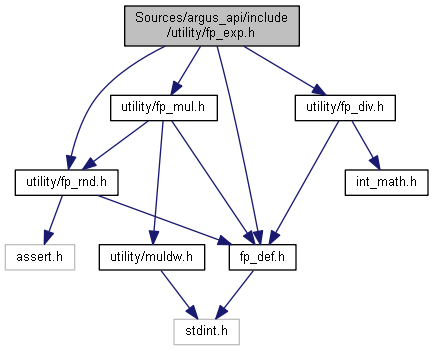 Sources/argus_api/include
/utility/fp_exp.h
utility/fp_mul.h
utility/fp_div.h
utility/fp_rnd.h
int_math.h
assert.h
utility/muldw.h
fp_def.h
stdint.h